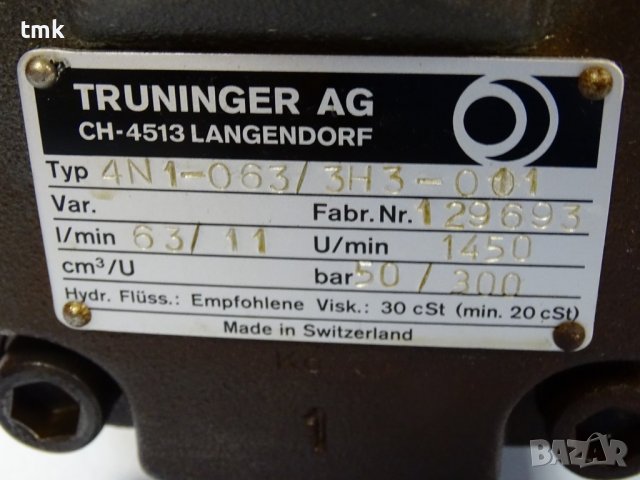 tmk
TRUNINGER AG
CH-4513 LANGENDORF
Typ 4N1-063/3H3-011
Var. Fabr.Nr. 129693
l/min 63/11 U/min 1450
cm³/U bar 50/300
Hydr. Flüss.: Empfohlene Visk.: 30 cSt (min. 20 cSt)
Made in Switzerland
1
BAZAR